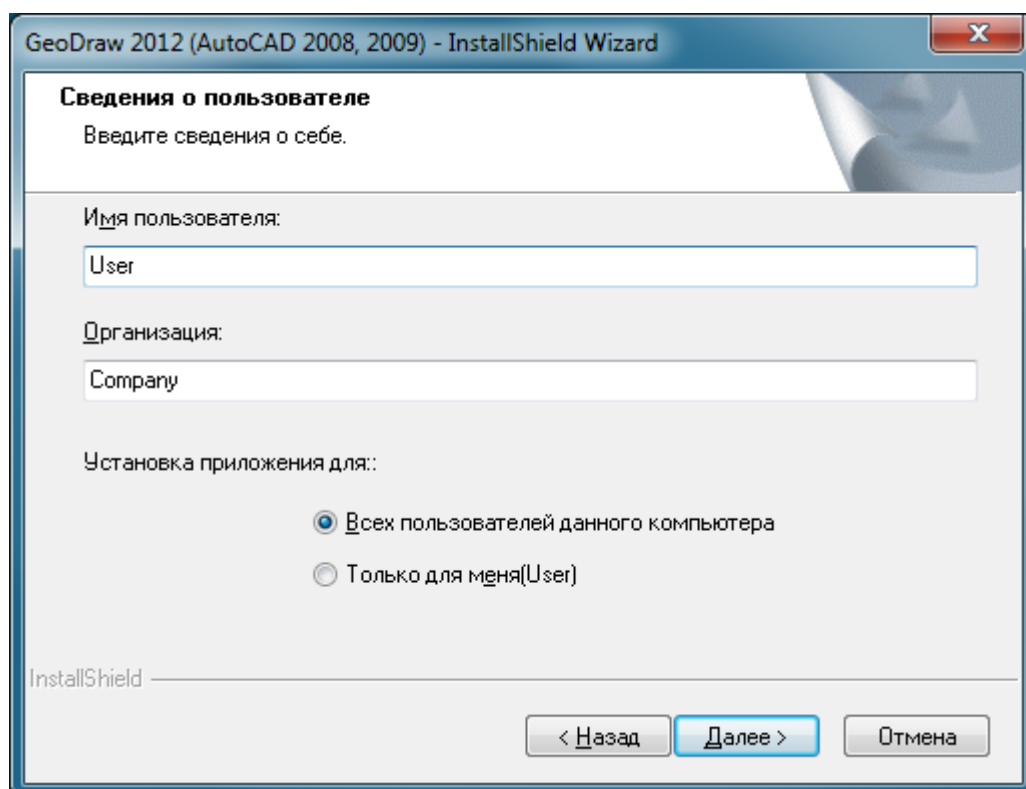 GeoDraw 2012 (AutoCAD 2008, 2009) - InstallShield Wizard
Сведения о пользователе
Введите сведения о себе.
Имя пользователя:
User
Организация:
Company
Установка приложения для::
Всех пользователей данного компьютера
Только для меня(User)
InstallShield
< Назад Далее > Отмена